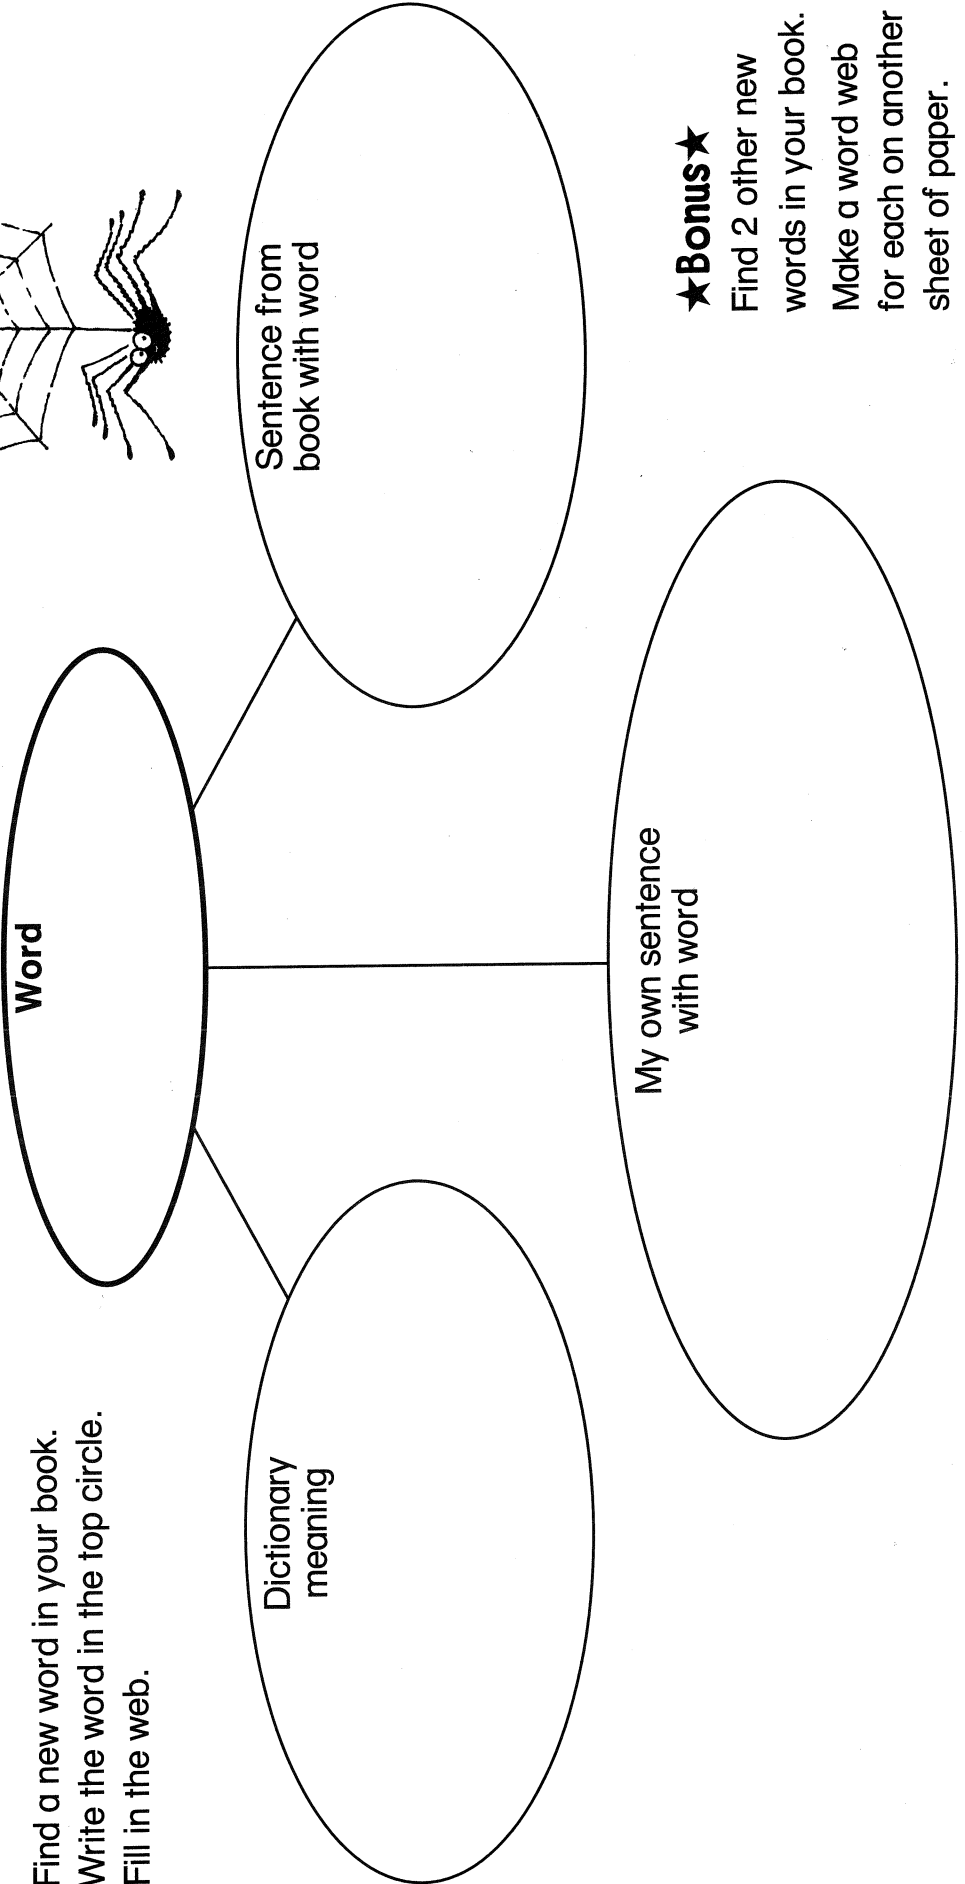 Find a new word in your book.
Write the word in the top circle.
Fill in the web.
Word
Dictionary
meaning
Sentence from
book with word
My own sentence
with word
★Bonus★
Find 2 other new
words in your book.
Make a word web
for each on another
sheet of paper.